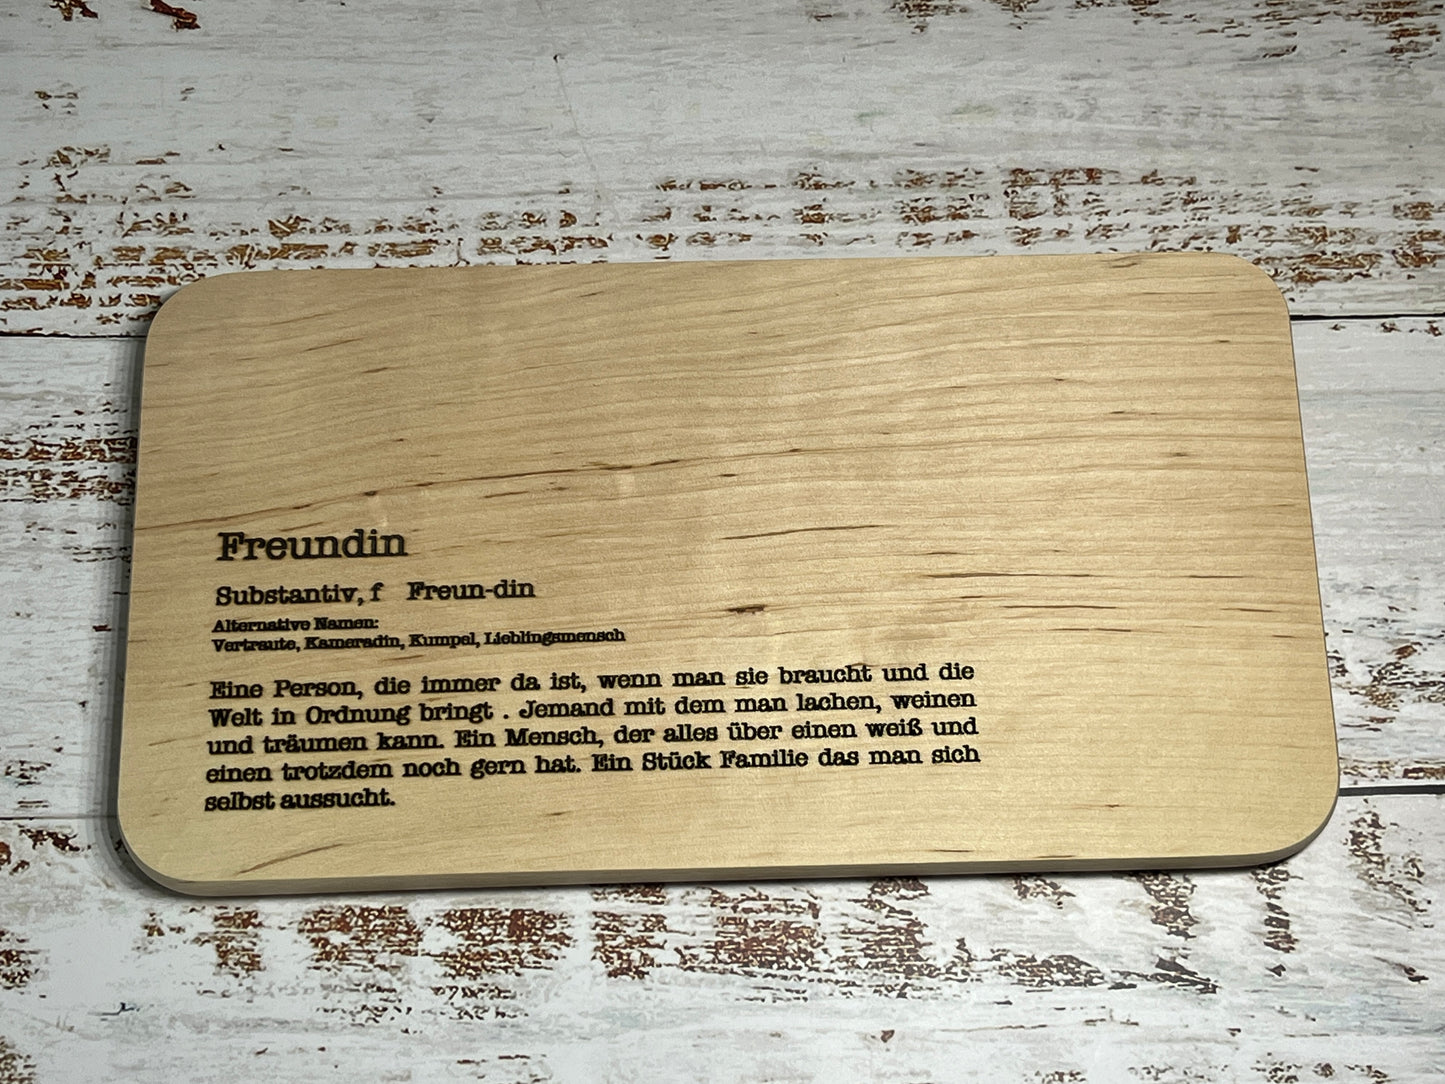 Freundin
Substantiv, f Freun-din
Alternative Namen:
Vertraute, Kameradin, Kumpel, Lieblingsmensch
Eine Person, die immer da ist, wenn man sie braucht und die
Welt in Ordnung bringt . Jemand mit dem man lachen, weinen
und träumen kann. Ein Mensch, der alles über einen weiß und
einen trotzdem noch gern hat. Ein Stück Familie das man sich
selbst aussucht.